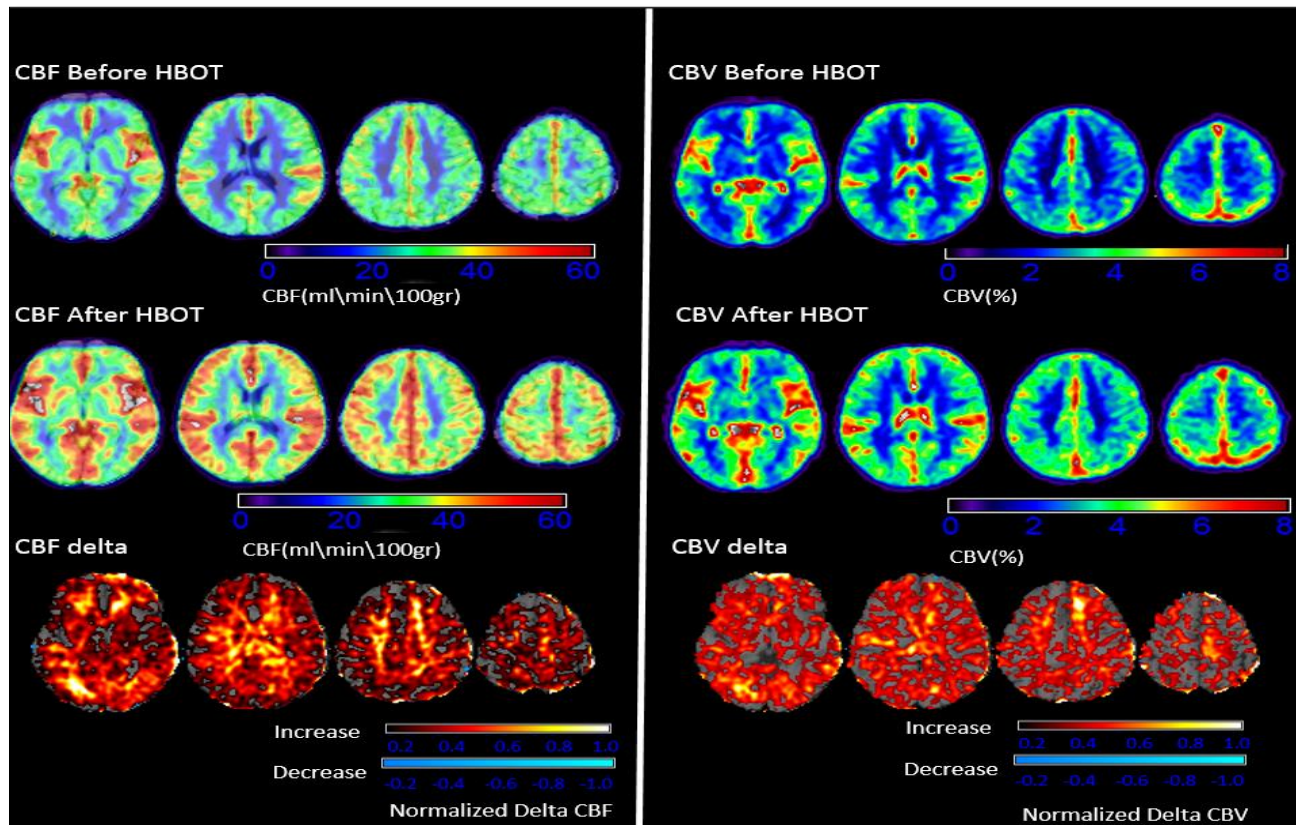 CBF Before HBOT
0 20 40 60
CBF(ml\min\100gr)
CBF After HBOT
0 20 40 60
CBF(ml\min\100gr)
CBF delta
Increase
0.2 0.4 0.6 0.8 1.0
Decrease
-0.2 -0.4 -0.6 -0.8 -1.0
Normalized Delta CBF
CBV Before HBOT
0 2 4 6 8
CBV(%)
CBV After HBOT
0 2 4 6 8
CBV(%)
CBV delta
Increase
0.2 0.4 0.6 0.8 1.0
Decrease
-0.2 -0.4 -0.6 -0.8 -1.0
Normalized Delta CBV